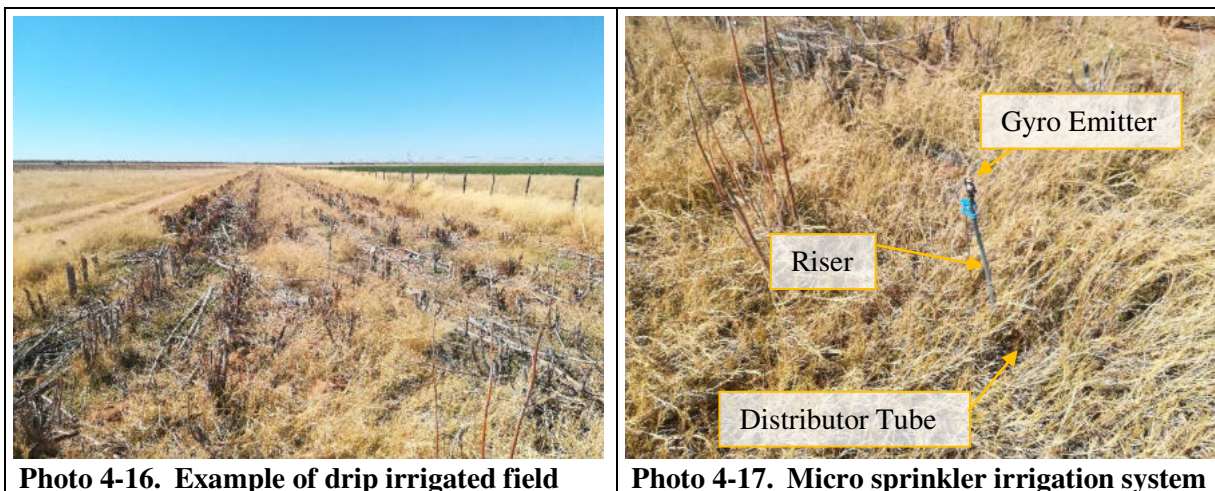 Gyro Emitter
Riser
Distributor Tube
Photo 4-16.  Example of drip irrigated field
Photo 4-17.  Micro sprinkler irrigation system